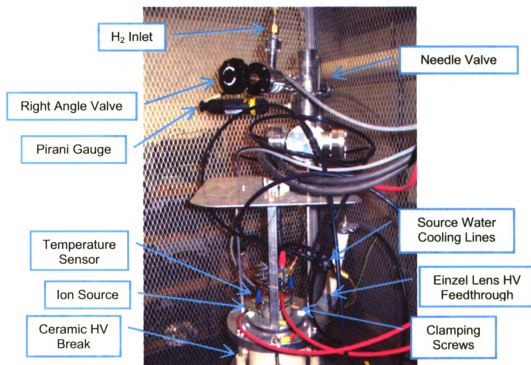 H₂ Inlet
Needle Valve
Right Angle Valve
Pirani Gauge
Source Water
Cooling Lines
Temperature
Sensor
Einzel Lens HV
Feedthrough
Ion Source
Ceramic HV
Break
Clamping
Screws